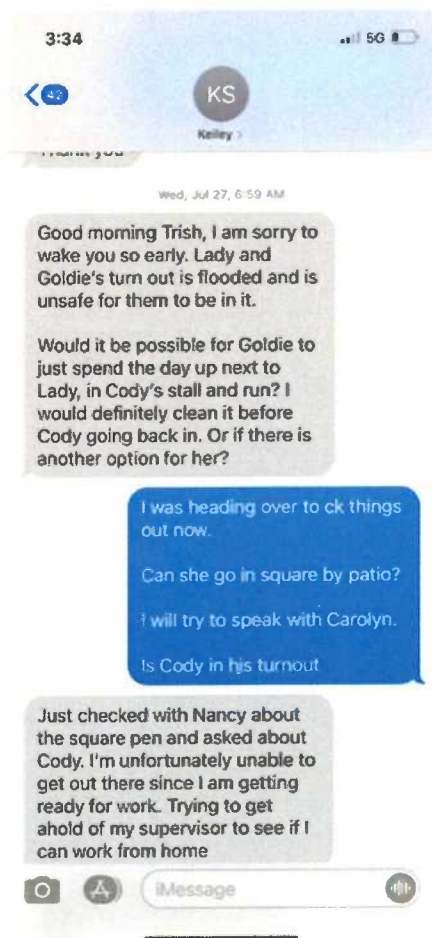 3:34
5G
42
KS
Kelley >
Thank you
Wed, Jul 27, 6:59 AM
Good morning Trish, I am sorry to
wake you so early. Lady and
Goldie's turn out is flooded and is
unsafe for them to be in it.
Would it be possible for Goldie to
just spend the day up next to
Lady, in Cody's stall and run? I
would definitely clean it before
Cody going back in. Or if there is
another option for her?
I was heading over to ck things
out now.
Can she go in square by patio?
I will try to speak with Carolyn.
Is Cody in his turnout
Just checked with Nancy about
the square pen and asked about
Cody. I'm unfortunately unable to
get out there since I am getting
ready for work. Trying to get
ahold of my supervisor to see if I
can work from home
iMessage